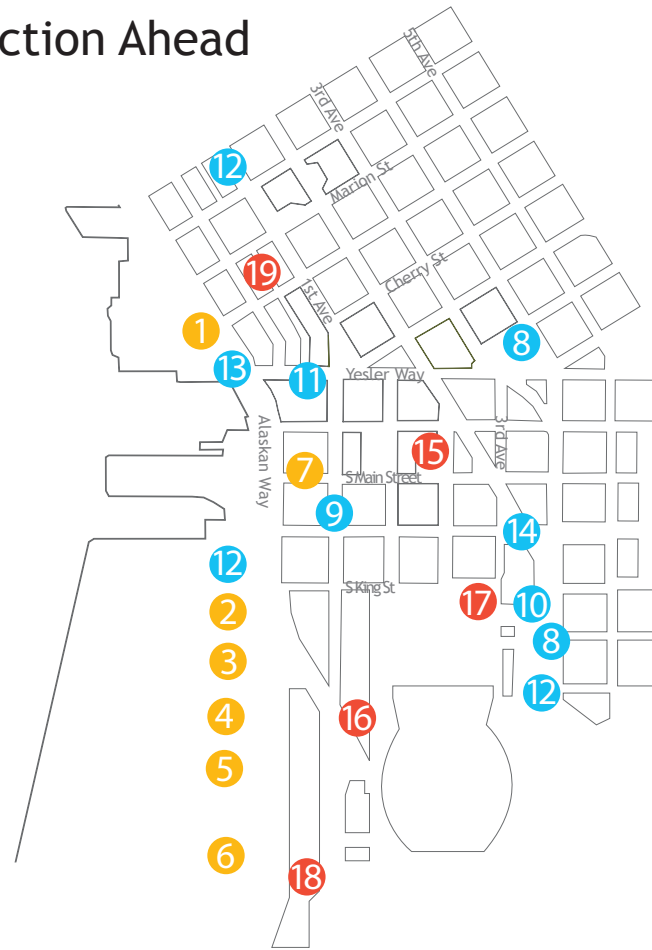 ction Ahead
5th Ave
3rd Ave
12
Marion St
19
Cherry St
1st Ave
1
8
13
11
Yesler Way
Alaskan Way
3rd Ave
15
7
S Main Street
9
14
12
S King St
2
17
10
8
3
12
4
16
5
6
18